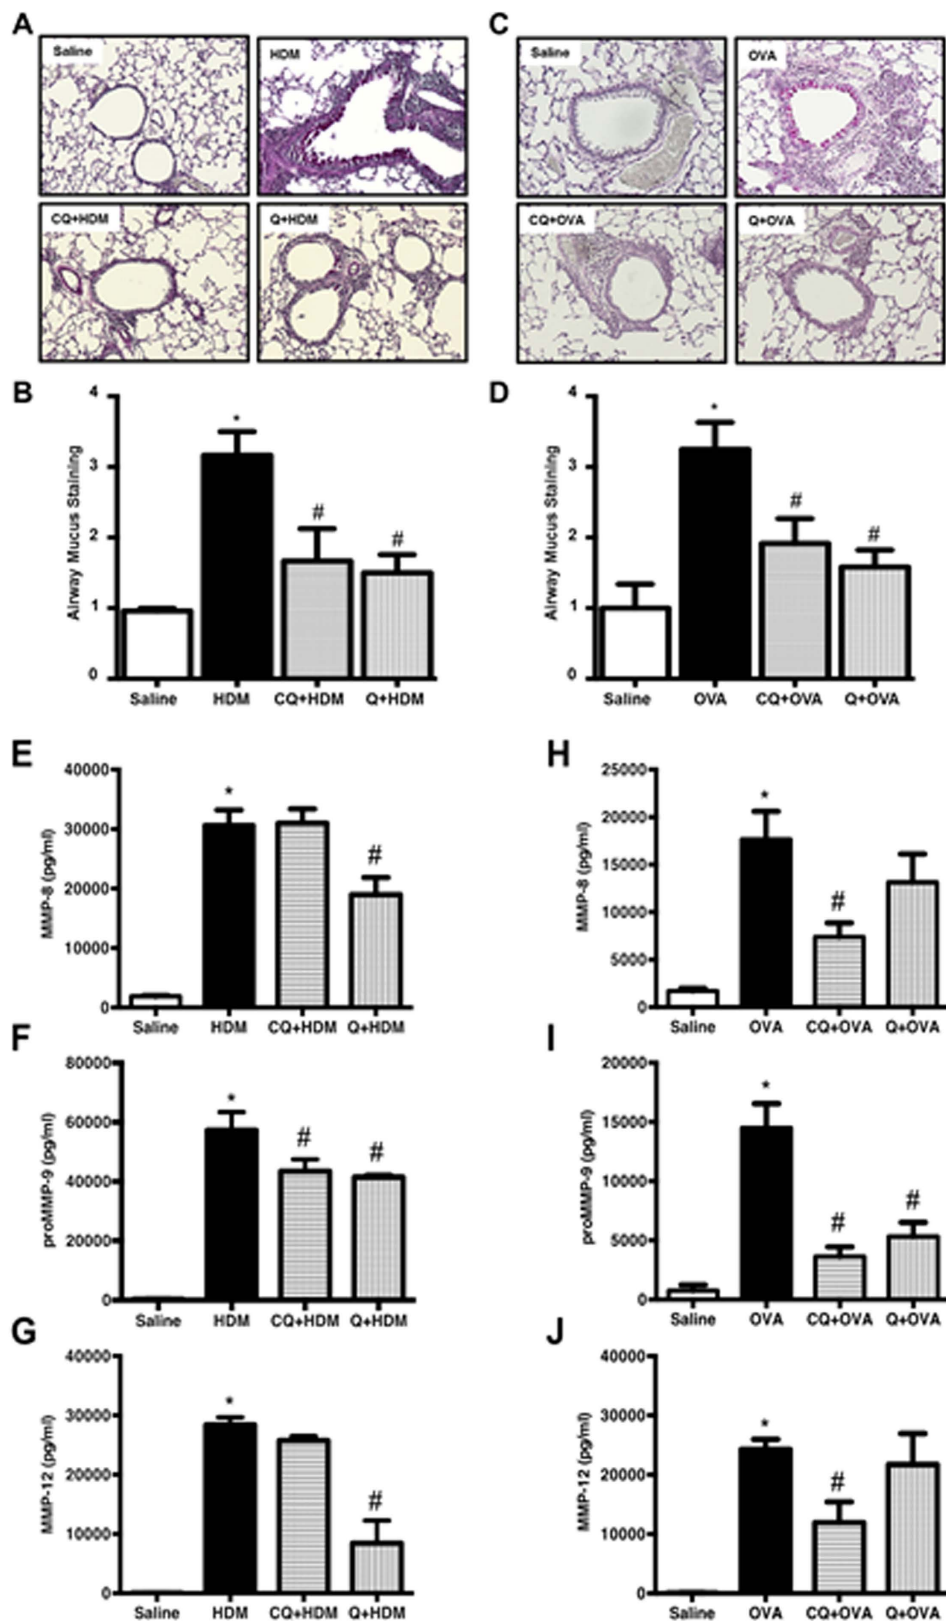 A
C
Saline
HDM
Saline
OVA
CQ+HDM
Q+HDM
CQ+OVA
Q+OVA
B
D
Airway Mucus Staining
4
3
2
1
0
*
#
#
Saline HDM CQ+HDM Q+HDM
Airway Mucus Staining
4
3
2
1
0
*
#
#
Saline OVA CQ+OVA Q+OVA
E
H
MMP-8 (pg/ml)
40000
30000
20000
10000
0
*
#
Saline HDM CQ+HDM Q+HDM
MMP-8 (pg/ml)
25000
20000
15000
10000
5000
0
*
#
Saline OVA CQ+OVA Q+OVA
F
I
proMMP-9 (pg/ml)
80000
60000
40000
20000
0
*
#
#
Saline HDM CQ+HDM Q+HDM
proMMP-9 (pg/ml)
20000
15000
10000
5000
0
*
#
#
Saline OVA CQ+OVA Q+OVA
G
J
MMP-12 (pg/ml)
40000
30000
20000
10000
0
*
#
Saline HDM CQ+HDM Q+HDM
MMP-12 (pg/ml)
40000
30000
20000
10000
0
*
#
Saline OVA CQ+OVA Q+OVA